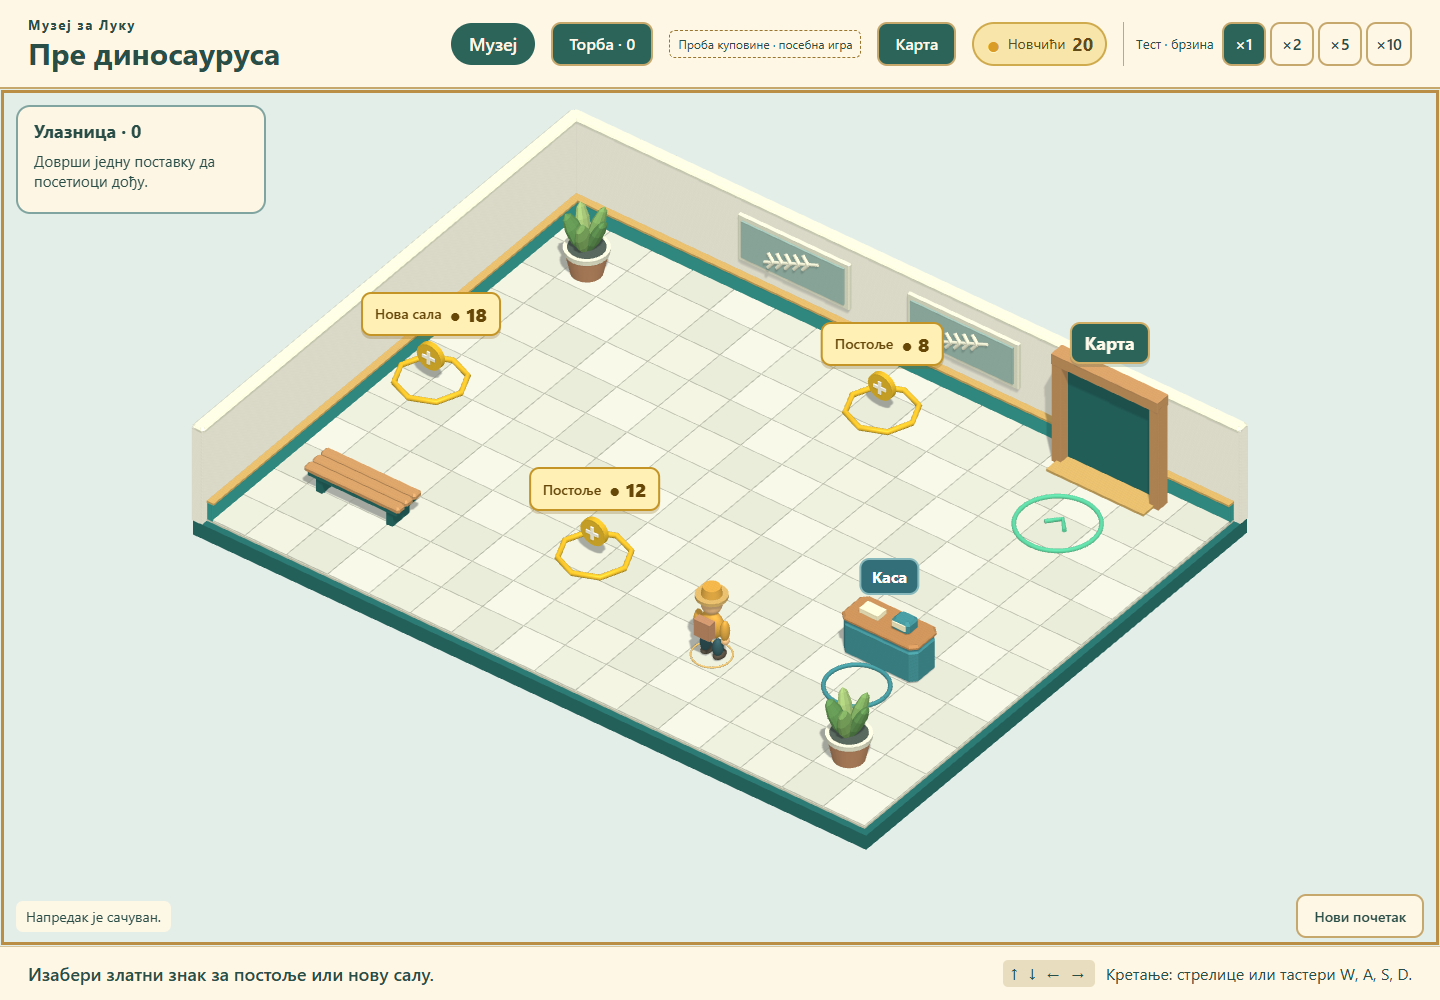 Музеј за Луку
Пре диносауруса
Музеј
Торба · 0
Проба куповине · посебна игра
Карта
Новчићи 20
Тест · брзина
×1
×2
×5
×10
Улазница · 0
Доврши једну поставку да
посетиоци дођу.
Нова сала ● 18
Постоље ● 8
Карта
Постоље ● 12
Каса
Напредак је сачуван.
Нови почетак
Изабери златни знак за постоље или нову салу.
↑ ↓ ← → Кретање: стрелице или тастери W, A, S, D.